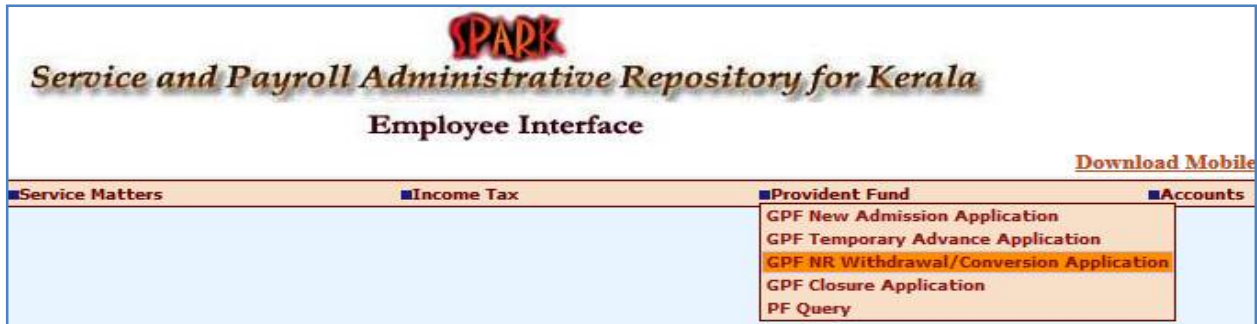 SPARK
Service and Payroll Administrative Repository for Kerala
Employee Interface
Download Mobile
Service Matters Income Tax Provident Fund Accounts
GPF New Admission Application
GPF Temporary Advance Application
GPF NR Withdrawal/Conversion Application
GPF Closure Application
PF Query